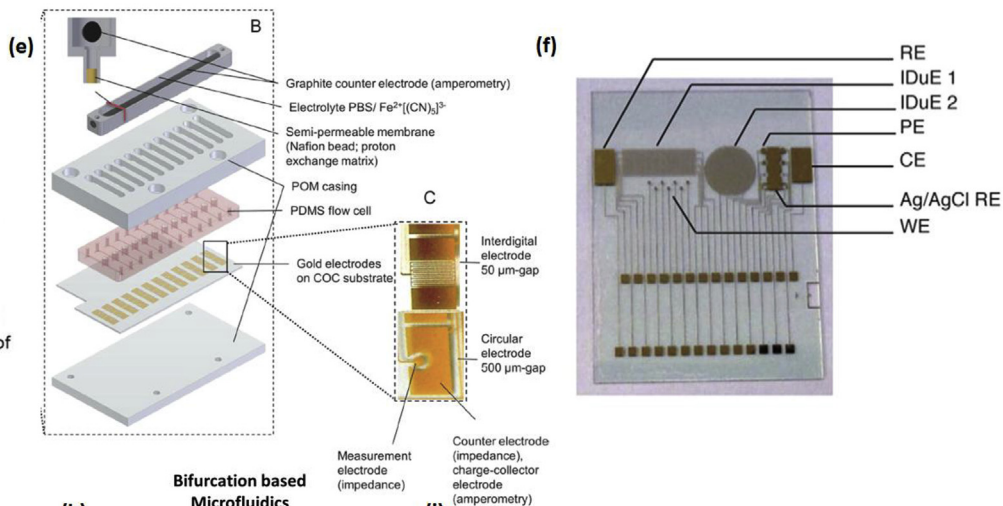 (e)
B
Graphite counter electrode (amperometry)
Electrolyte PBS/ Fe²⁺[(CN)₅]³⁻
Semi-permeable membrane
(Nafion bead; proton
exchange matrix)
POM casing
PDMS flow cell
Gold electrodes
on COC substrate
C
Interdigital
electrode
50 µm-gap
Circular
electrode
500 µm-gap
Measurement
electrode
(impedance)
Counter electrode
(impedance),
charge-collector
electrode
(amperometry)
of
Bifurcation based
Microfluidics
(f)
RE
IDuE 1
IDuE 2
PE
CE
Ag/AgCl RE
WE